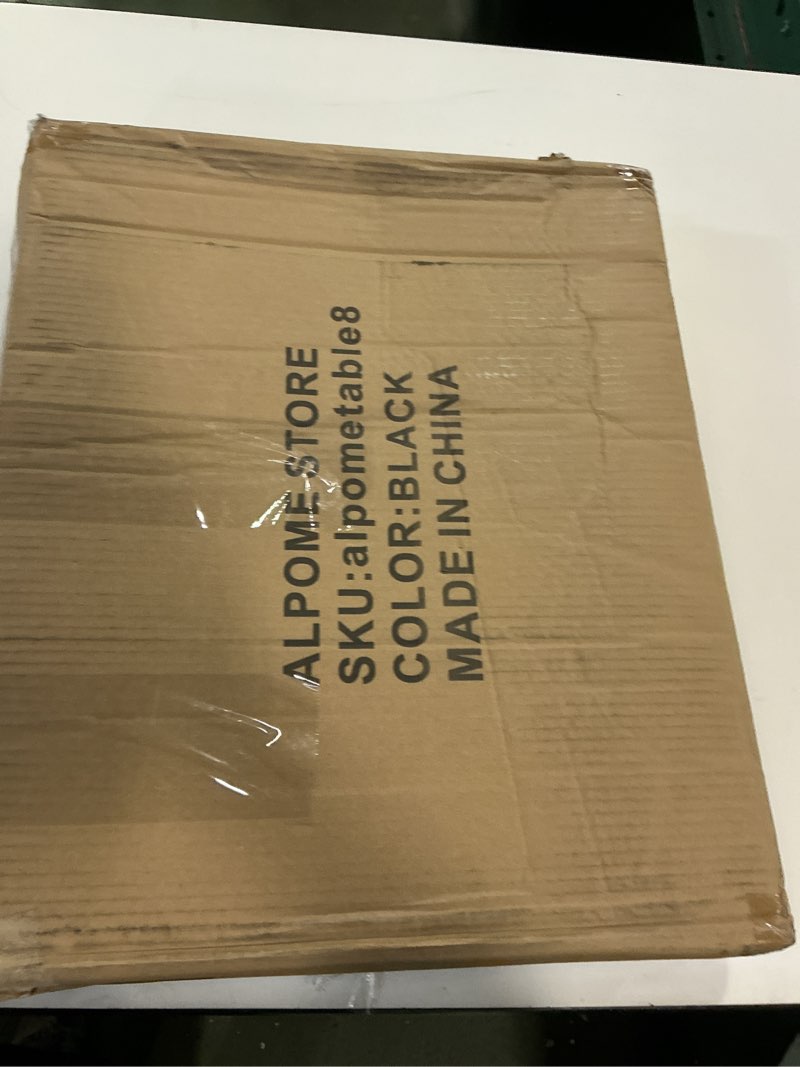 ALPOME STORE
SKU:alpometable8
COLOR:BLACK
MADE IN CHINA